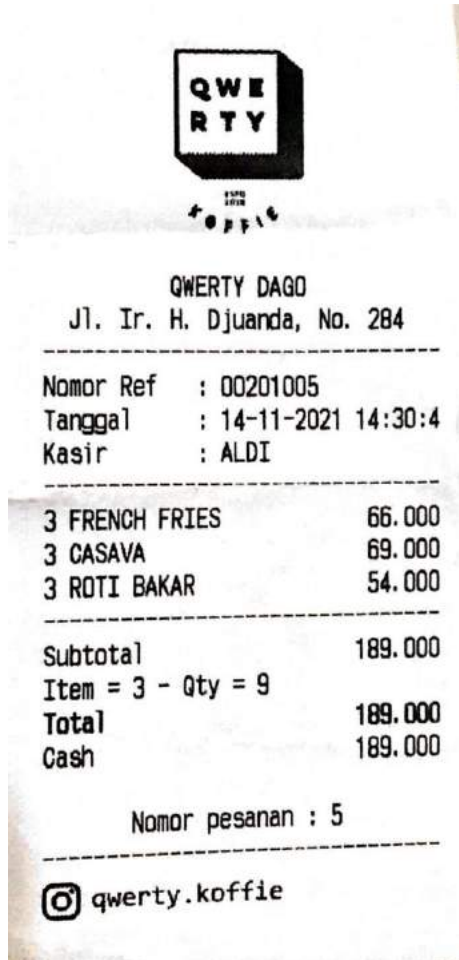 QWE
RTY
KOFFIE
QWERTY DAGO
Jl. Ir. H. Djuanda, No. 284
Nomor Ref : 00201005
Tanggal : 14-11-2021 14:30:4
Kasir : ALDI
3 FRENCH FRIES 66.000
3 CASAVA 69.000
3 ROTI BAKAR 54.000
Subtotal 189.000
Item = 3 - Qty = 9
Total 189.000
Cash 189.000
Nomor pesanan : 5
qwerty.koffie